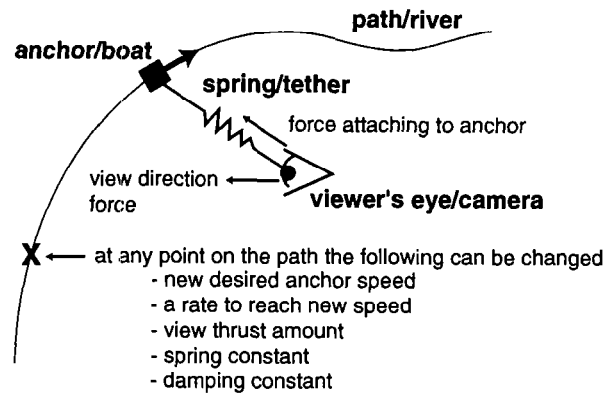 path/river
anchor/boat
spring/tether
force attaching to anchor
view direction
force
viewer's eye/camera
X
at any point on the path the following can be changed
- new desired anchor speed
- a rate to reach new speed
- view thrust amount
- spring constant
- damping constant